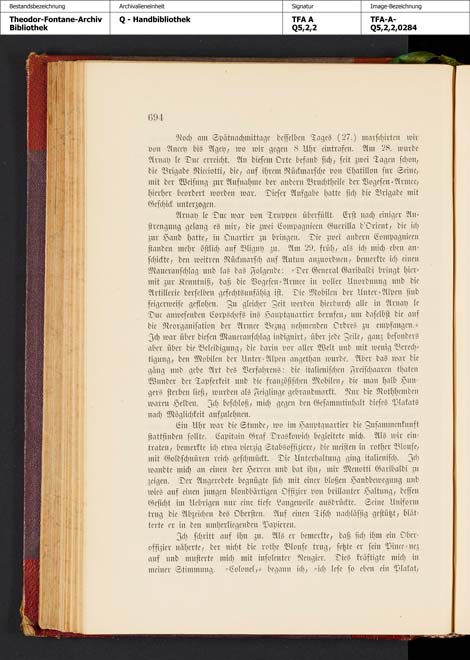 Bestandsbezeichnung
Archivalieneinheit
Signatur
Image-Bezeichnung
Theodor-Fontane-Archiv
Bibliothek
Q - Handbibliothek
TFA A
Q5,2,2
TFA-A-
Q5,2,2,0284
694
Noch am Spätnachmittage desselben Tages (27.) marschirten wir
von Ancey bis Agey, wo wir gegen 8 Uhr eintrafen. Am 28. wurde
Arnay le Duc erreicht. An diesem Orte befand sich, seit zwei Tagen schon,
die Brigade Ricciotti, die, auf ihrem Rückmarsche von Chatillon sur Seine,
mit der Weisung zur Aufnahme der andern Bruchtheile der Vogesen-Armee,
hierher beordert worden war. Dieser Aufgabe hatte sich die Brigade mit
Geschick unterzogen.
Arnay le Duc war von Truppen überfüllt. Erst nach einiger An-
strengung gelang es mir, die zwei Compagnieen Guerilla d'Orient, die ich
zur Hand hatte, in Quartier zu bringen. Die zwei andern Compagnieen
standen mehr östlich auf Bligny zu. Am 29. früh, als ich mich eben an-
schickte, den weitren Rückmarsch auf Autun anzuordnen, bemerkte ich einen
Maueranschlag und las das Folgende: »Der General Garibaldi bringt hier-
mit zur Kenntniß, daß die Vogesen-Armee in voller Unordnung und die
Artillerie derselben gefechtsunfähig ist. Die Mobilen der Unter-Alpen sind
feigerweise geflohen. Zu gleicher Zeit werden hierdurch alle in Arnay le
Duc anwesenden Corpschefs ins Hauptquartier berufen, um daselbst die auf
die Reorganisation der Armee Bezug nehmenden Ordres zu empfangen.«
Ich war über diesen Maueranschlag indignirt, über jede Zeile, ganz besonders
aber über die Beleidigung, die darin vor aller Welt und mit wenig Berech-
tigung, den Mobilen der Unter-Alpen angethan wurde. Aber das war die
gäng und gebe Art des Verfahrens: die italienischen Freischaaren thaten
Wunder der Tapferkeit und die französischen Mobilen, die man halb Hun-
gers sterben ließ, wurden als Feiglinge gebrandmarkt. Nur die Rothhemden
waren Helden. Ich beschloß, mich gegen den Gesammtinhalt dieses Plakats
nach Möglichkeit aufzulehnen.
Ein Uhr war die Stunde, wo im Hauptquartier die Zusammenkunft
stattfinden sollte. Capitain Graf Draskowich begleitete mich. Als wir ein-
traten, bemerkte ich etwa vierzig Stabsoffiziere, die meisten in rother Blouse,
mit Goldschnüren reich geschmückt. Die Unterhaltung ging italienisch. Ich
wandte mich an einen der Herren und bat ihn, mir Menotti Garibaldi zu
zeigen. Der Angeredete begnügte sich mit einer bloßen Handbewegung und
wies auf einen jungen blondbärtigen Offizier von brillanter Haltung, dessen
Gesicht im Uebrigen nur eine tiefe Langeweile ausdrückte. Seine Uniform
trug die Abzeichen des Obersten. Auf einen Tisch nachläßig gestützt, blät-
terte er in den umherliegenden Papieren.
Ich schritt auf ihn zu. Als er bemerkte, daß sich ihm ein Ober-
offizier näherte, der nicht die rothe Blouse trug, setzte er sein Pince-nez
auf und musterte mich mit insolenter Neugier. Dies kräftigte mich in
meiner Stimmung. »Colonel,« begann ich, »ich lese so eben ein Plakat,